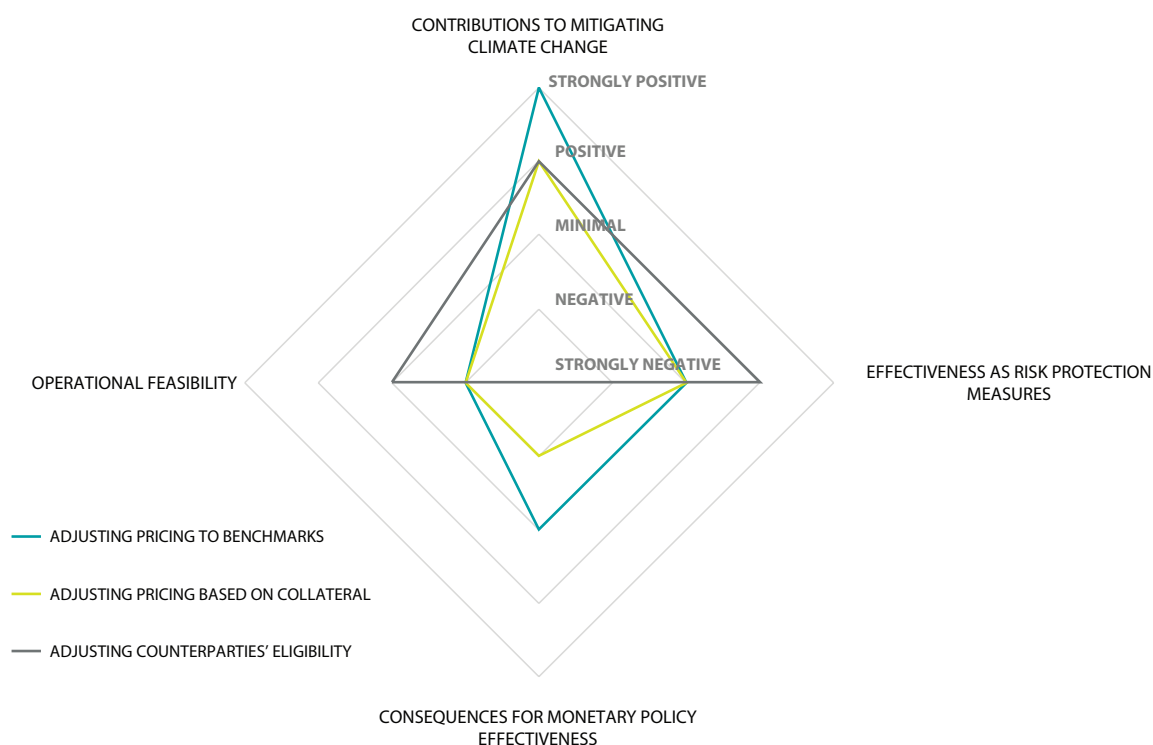 CONTRIBUTIONS TO MITIGATING
CLIMATE CHANGE
STRONGLY POSITIVE
POSITIVE
MINIMAL
NEGATIVE
STRONGLY NEGATIVE
OPERATIONAL FEASIBILITY
EFFECTIVENESS AS RISK PROTECTION
MEASURES
ADJUSTING PRICING TO BENCHMARKS
ADJUSTING PRICING BASED ON COLLATERAL
ADJUSTING COUNTERPARTIES’ ELIGIBILITY
CONSEQUENCES FOR MONETARY POLICY
EFFECTIVENESS